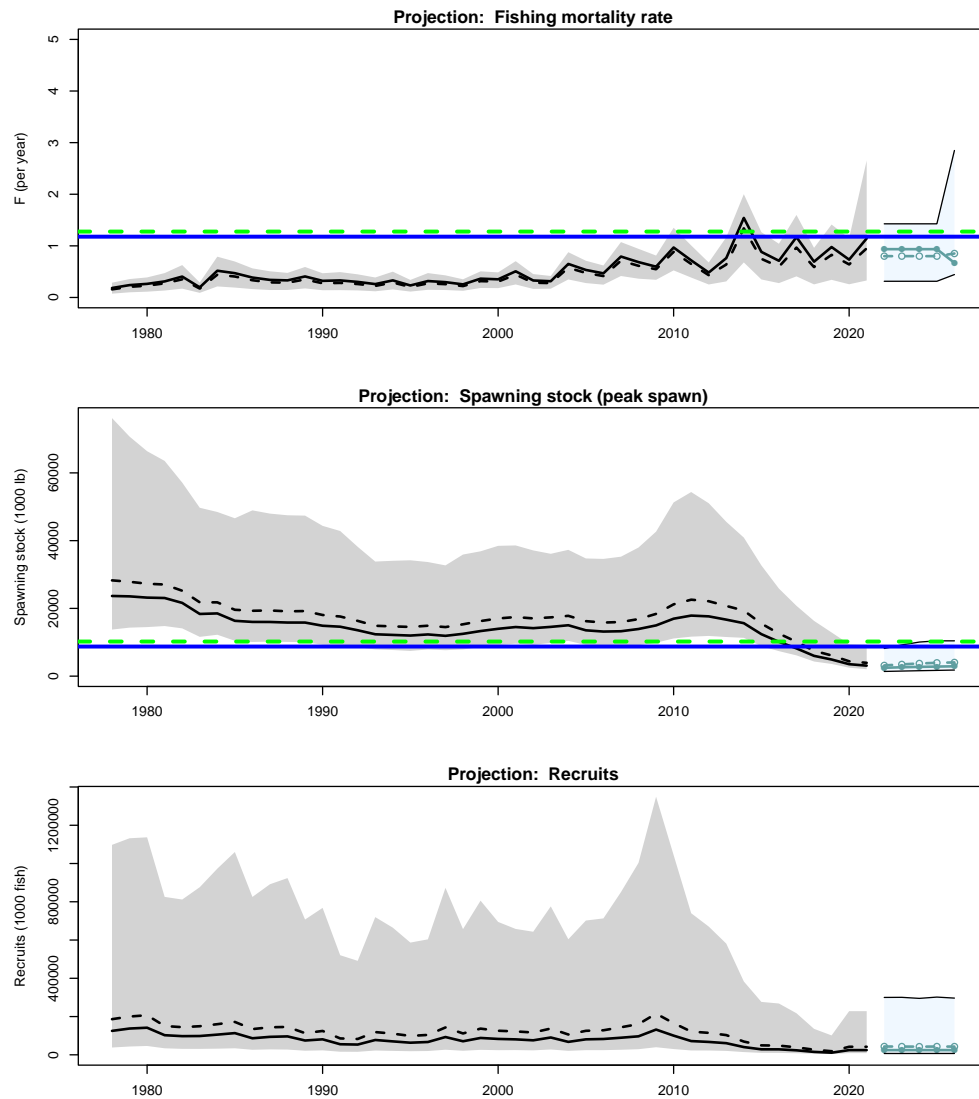 Projection: Fishing mortality rate
F (per year)
5
4
3
2
1
0
1980 1990 2000 2010 2020
Projection: Spawning stock (peak spawn)
Spawning stock (1000 lb)
60000
40000
20000
0
1980 1990 2000 2010 2020
Projection: Recruits
Recruits (1000 fish)
1200000
800000
400000
0
1980 1990 2000 2010 2020